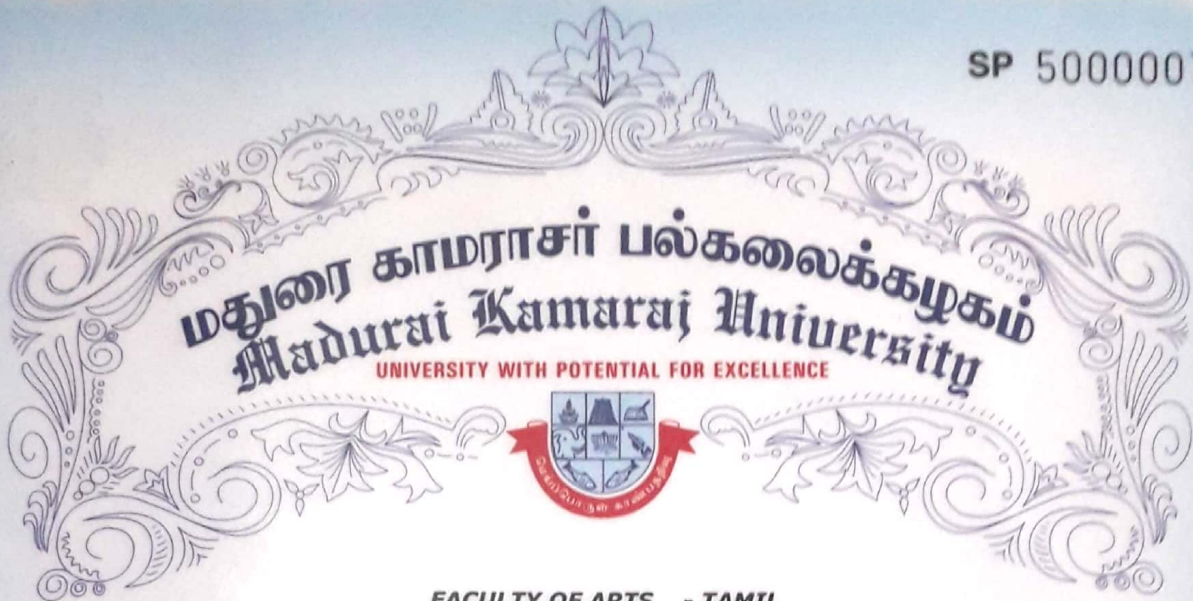 SP 500000
மதுரை காமராசர் பல்கலைக்கழகம்
Madurai Kamaraj University
UNIVERSITY WITH POTENTIAL FOR EXCELLENCE
FACULTY OF ARTS - TAMIL